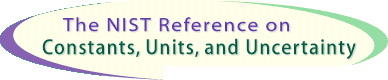 The NIST Reference on
Constants, Units, and Uncertainty